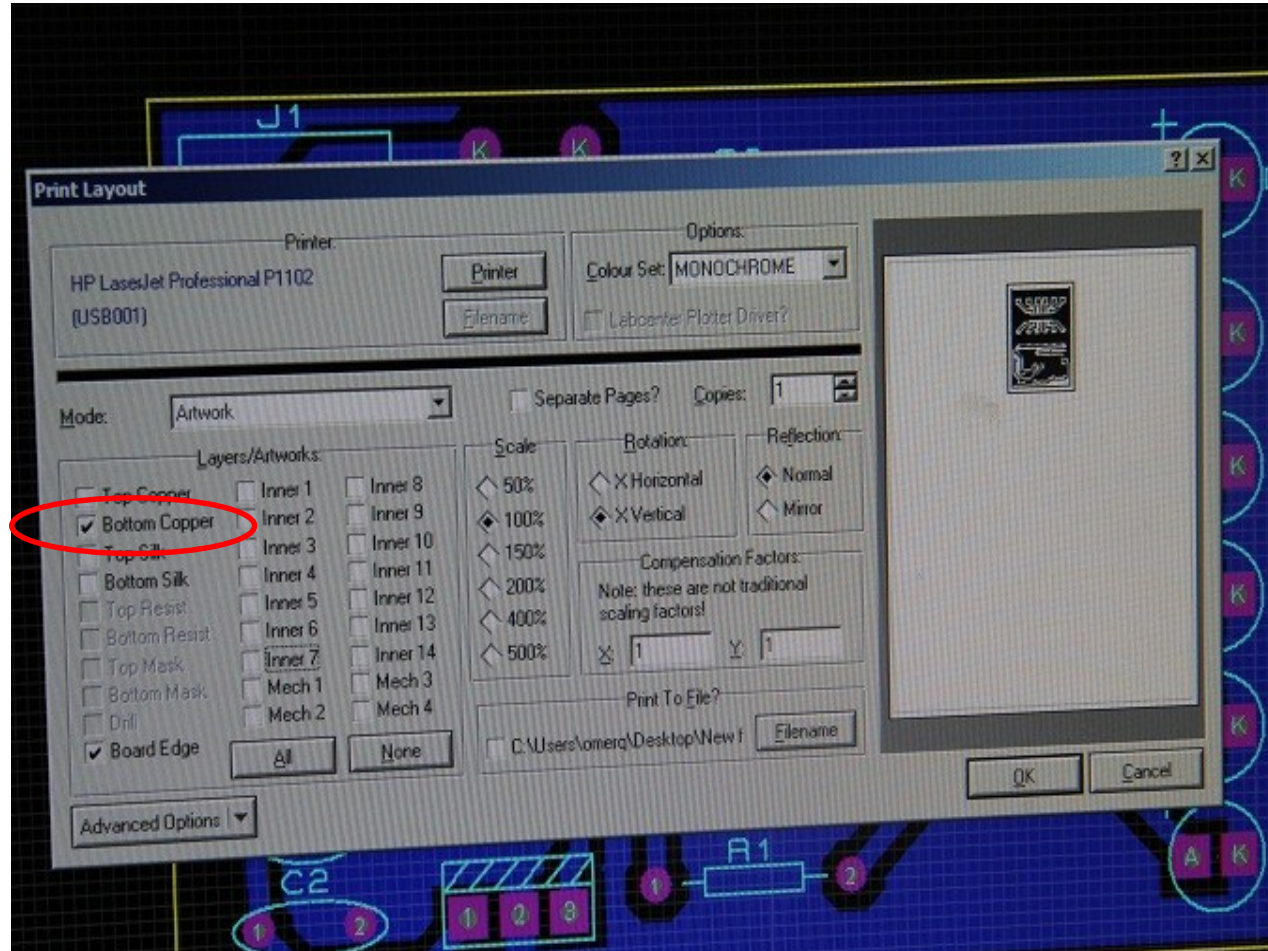 J1
K K
+
K
Print Layout
? X
Printer:
HP LaserJet Professional P1102
(USB001)
Printer
Filename
Options:
Colour Set: MONOCHROME
Labcenter Plotter Driver?
Mode: Artwork
Separate Pages? Copies: 1
Layers/Artworks:
Top Copper
Bottom Copper
Top Silk
Bottom Silk
Top Resist
Bottom Resist
Top Mask
Bottom Mask
Drill
Board Edge
Inner 1
Inner 2
Inner 3
Inner 4
Inner 5
Inner 6
Inner 7
Mech 1
Mech 2
Inner 8
Inner 9
Inner 10
Inner 11
Inner 12
Inner 13
Inner 14
Mech 3
Mech 4
All
None
Scale
50%
100%
150%
200%
400%
500%
Rotation:
X Horizontal
X Vertical
Reflection:
Normal
Mirror
Compensation Factors:
Note: these are not traditional
scaling factors!
X: 1 Y: 1
Print To File?
C:\Users\omerq\Desktop\New f
Filename
OK
Cancel
Advanced Options
K
K
K
K
A K
C2
1 2
1 2 3
R1
1 2